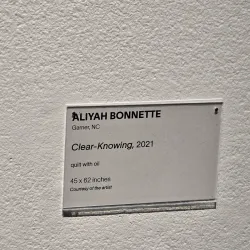 ALIYAH BONNETTE
Garner, NC
Clear-Knowing, 2021
quilt with oil
45 x 62 inches
Courtesy of the artist